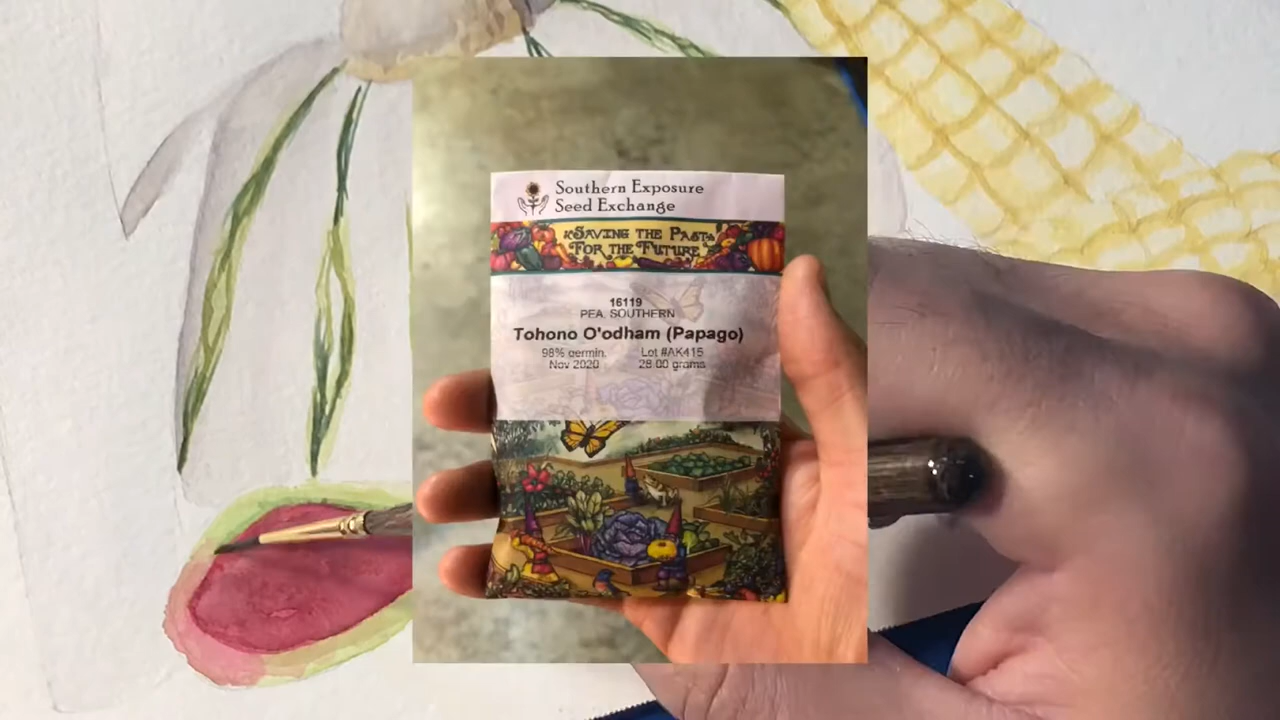 Southern Exposure
Seed Exchange
Saving the Past
For the Future
16119
PEA, SOUTHERN
Tohono O'odham (Papago)
98% germin. Lot #AK415
Nov 2020 28.00 grams